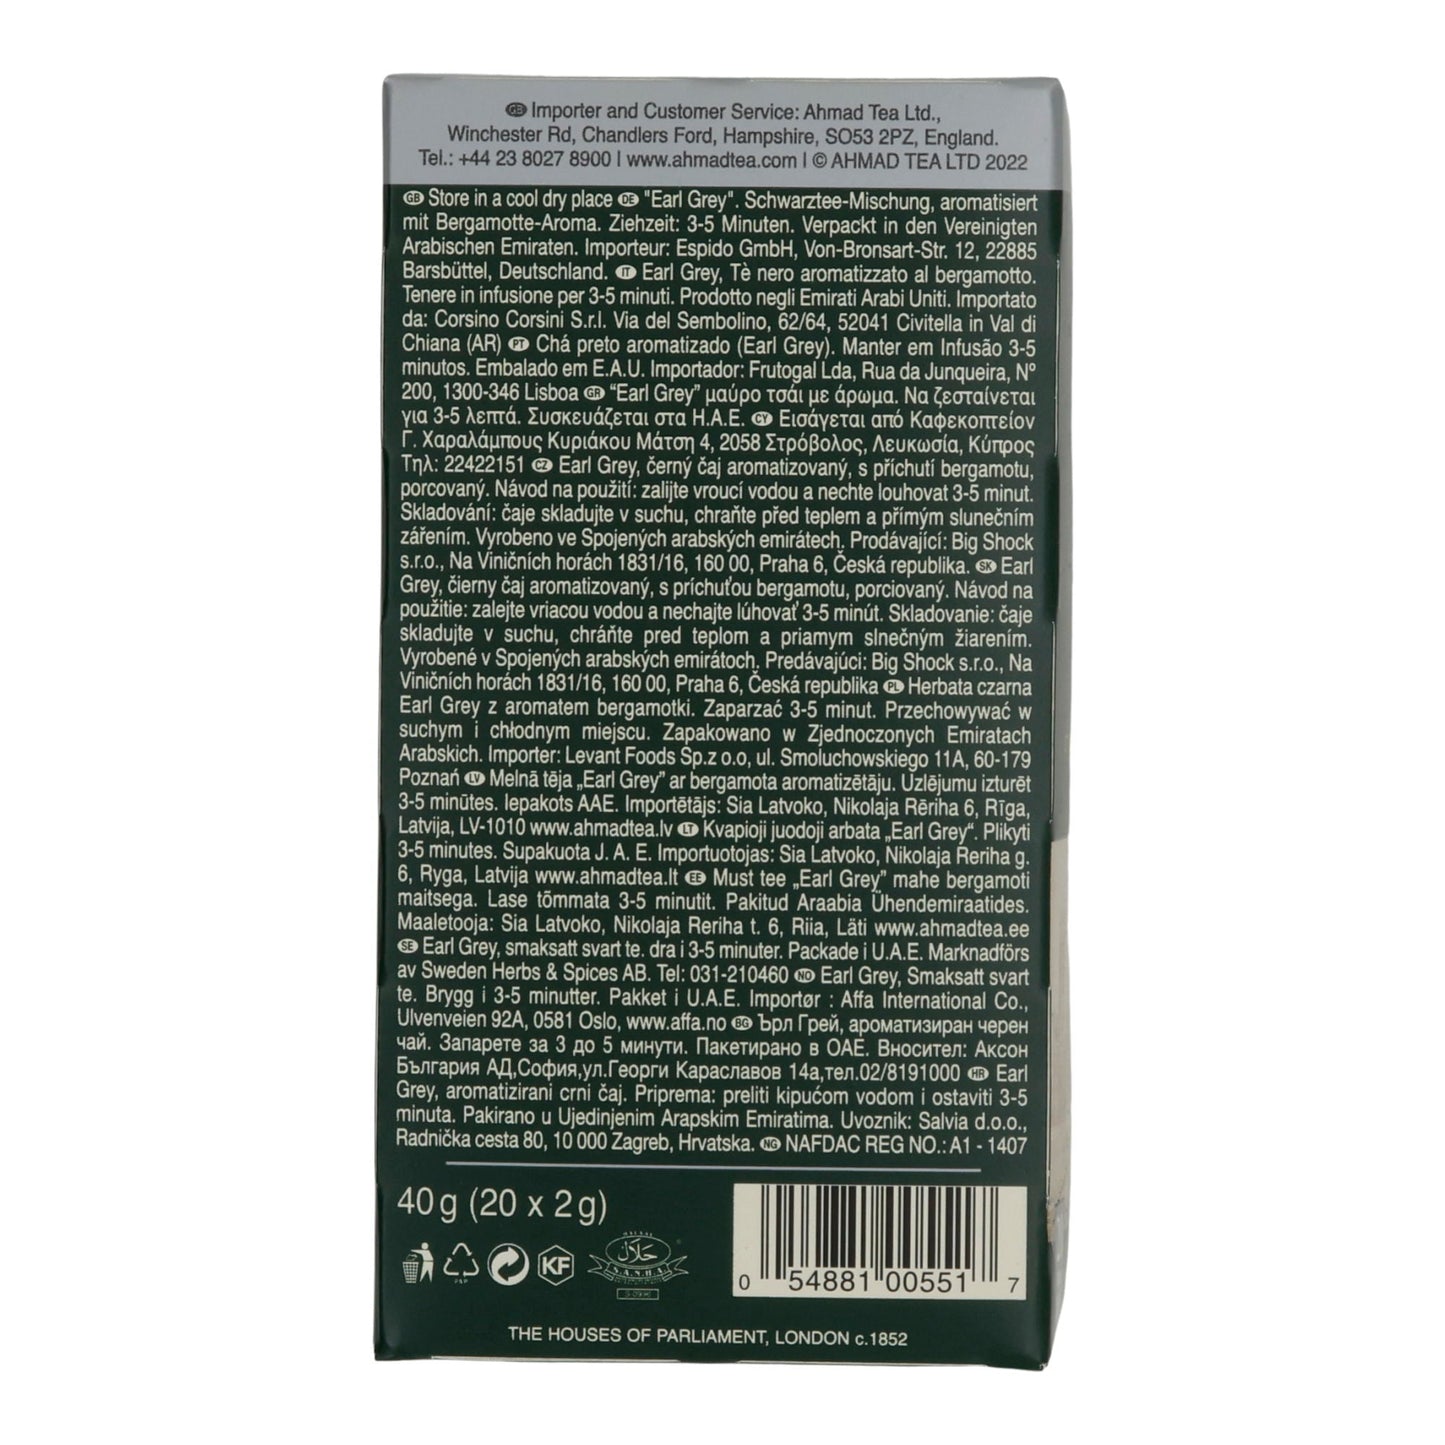 GB Importer and Customer Service: Ahmad Tea Ltd.,
Winchester Rd, Chandlers Ford, Hampshire, SO53 2PZ, England.
Tel.: +44 23 8027 8900 | www.ahmadtea.com | © AHMAD TEA LTD 2022
GB Store in a cool dry place DE "Earl Grey". Schwarztee-Mischung, aromatisiert
mit Bergamotte-Aroma. Ziehzeit: 3-5 Minuten. Verpackt in den Vereinigten
Arabischen Emiraten. Importeur: Espido GmbH, Von-Bronsart-Str. 12, 22885
Barsbüttel, Deutschland. IT Earl Grey, Tè nero aromatizzato al bergamotto.
Tenere in infusione per 3-5 minuti. Prodotto negli Emirati Arabi Uniti. Importato
da: Corsino Corsini S.r.l. Via del Sembolino, 62/64, 52041 Civitella in Val di
Chiana (AR) PT Chá preto aromatizado (Earl Grey). Manter em Infusão 3-5
minutos. Embalado em E.A.U. Importador: Frutogal Lda, Rua da Junqueira, Nº
200, 1300-346 Lisboa GR "Earl Grey" μαύρο τσάι με άρωμα. Να ζεσταίνεται
για 3-5 λεπτά. Συσκευάζεται στα Η.Α.Ε. CY Εισάγεται από Καφεκοπτείον
Γ. Χαραλάμπους Κυριάκου Μάτση 4, 2058 Στρόβολος, Λευκωσία, Κύπρος
Τηλ: 22422151 CZ Earl Grey, černý čaj aromatizovaný, s příchutí bergamotu,
porcovaný. Návod na použití: zalijte vroucí vodou a nechte louhovat 3-5 minut.
Skladování: čaje skladujte v suchu, chraňte před teplem a přímým slunečním
zářením. Vyrobeno ve Spojených arabských emirátech. Prodávající: Big Shock
s.r.o., Na Viničních horách 1831/16, 160 00, Praha 6, Česká republika. SK Earl
Grey, čierny čaj aromatizovaný, s príchuťou bergamotu, porciovaný. Návod na
použitie: zalejte vriacou vodou a nechajte lúhovať 3-5 minút. Skladovanie: čaje
skladujte v suchu, chráňte pred teplom a priamym slnečným žiarením.
Vyrobené v Spojených arabských emirátoch. Predávajúci: Big Shock s.r.o., Na
Viničních horách 1831/16, 160 00, Praha 6, Česká republika PL Herbata czarna
Earl Grey z aromatem bergamotki. Zaparzać 3-5 minut. Przechowywać w
suchym i chłodnym miejscu. Zapakowano w Zjednoczonych Emiratach
Arabskich. Importer: Levant Foods Sp.z o.o, ul. Smoluchowskiego 11A, 60-179
Poznań LV Melnā tēja „Earl Grey" ar bergamota aromatizētāju. Uzlējumu izturēt
3-5 minūtes. Iepakots AAE. Importētājs: Sia Latvoko, Nikolaja Rēriha 6, Rīga,
Latvija, LV-1010 www.ahmadtea.lv LT Kvapioji juodoji arbata „Earl Grey". Plikyti
3-5 minutes. Supakuota J. A. E. Importuotojas: Sia Latvoko, Nikolaja Reriha g.
6, Ryga, Latvija www.ahmadtea.lt EE Must tee „Earl Grey" mahe bergamoti
maitsega. Lase tõmmata 3-5 minutit. Pakitud Araabia Ühendemiraatides.
Maaletooja: Sia Latvoko, Nikolaja Reriha t. 6, Riia, Läti www.ahmadtea.ee
SE Earl Grey, smaksatt svart te. dra i 3-5 minuter. Packade i U.A.E. Marknadförs
av Sweden Herbs & Spices AB. Tel: 031-210460 NO Earl Grey, Smaksatt svart
te. Brygg i 3-5 minutter. Pakket i U.A.E. Importør : Affa International Co.,
Ulvenveien 92A, 0581 Oslo, www.affa.no BG Ърл Грей, ароматизиран черен
чай. Запарете за 3 до 5 минути. Пакетирано в ОАЕ. Вносител: Аксон
България АД,София,ул.Георги Караславов 14а,тел.02/8191000 HR Earl
Grey, aromatizirani crni čaj. Priprema: preliti kipućom vodom i ostaviti 3-5
minuta. Pakirano u Ujedinjenim Arapskim Emiratima. Uvoznik: Salvia d.o.o.,
Radnička cesta 80, 10 000 Zagreb, Hrvatska. NG NAFDAC REG NO.: A1 - 1407
40 g (20 x 2 g)
PAP
KF
HALAAL
حلال
S.A.N.H.A.
0 54881 00551 7
THE HOUSES OF PARLIAMENT, LONDON c.1852